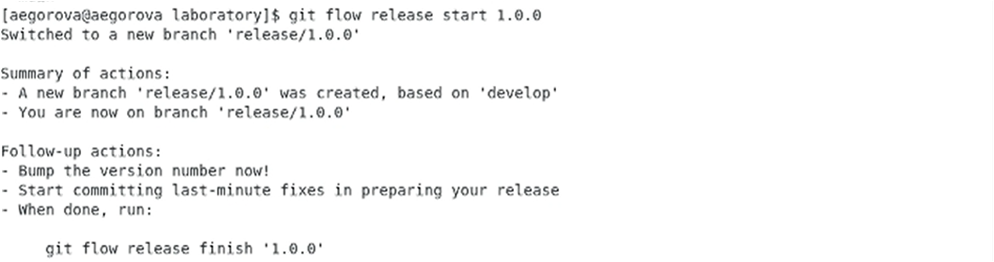 [aegorova@aegorova laboratory]$ git flow release start 1.0.0
Switched to a new branch 'release/1.0.0'
Summary of actions:
- A new branch 'release/1.0.0' was created, based on 'develop'
- You are now on branch 'release/1.0.0'
Follow-up actions:
- Bump the version number now!
- Start committing last-minute fixes in preparing your release
- When done, run:
git flow release finish '1.0.0'